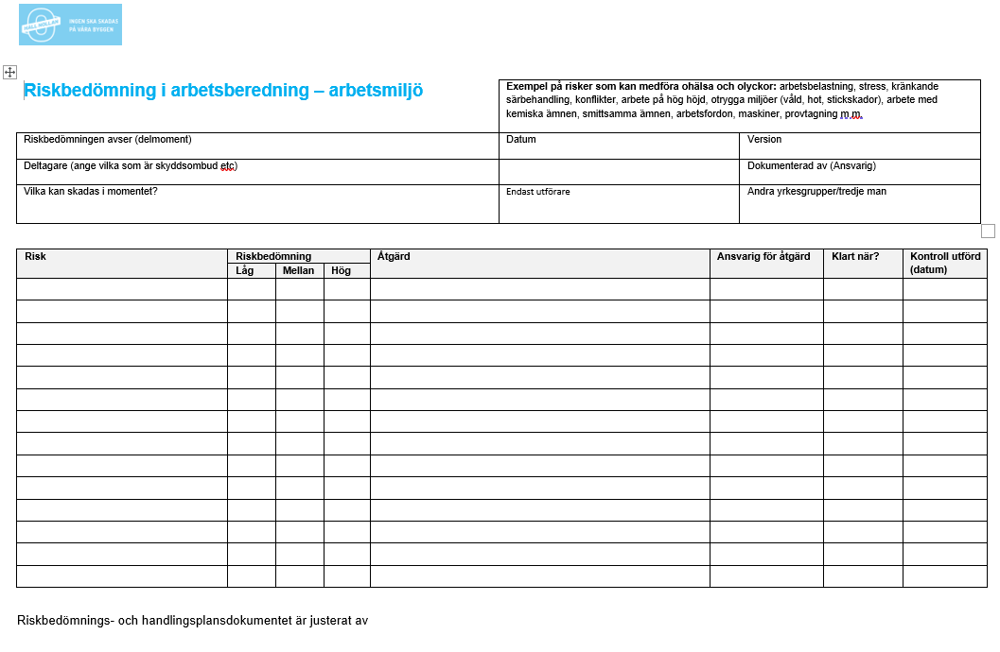 HÅLL NOLLAN
INGEN SKA SKADAS
PÅ VÅRA BYGGEN
Riskbedömning i arbetsberedning – arbetsmiljö
Exempel på risker som kan medföra ohälsa och olyckor: arbetsbelastning, stress, kränkande
särbehandling, konflikter, arbete på hög höjd, otrygga miljöer (våld, hot, stickskador), arbete med
kemiska ämnen, smittsamma ämnen, arbetsfordon, maskiner, provtagning m.m.
Riskbedömningen avser (delmoment)
Datum
Version
Deltagare (ange vilka som är skyddsombud etc)
Dokumenterad av (Ansvarig)
Vilka kan skadas i momentet?
Endast utförare
Andra yrkesgrupper/tredje man
Risk
Riskbedömning
Åtgärd
Ansvarig för åtgärd
Klart när?
Kontroll utförd
(datum)
Låg
Mellan
Hög
Riskbedömnings- och handlingsplansdokumentet är justerat av